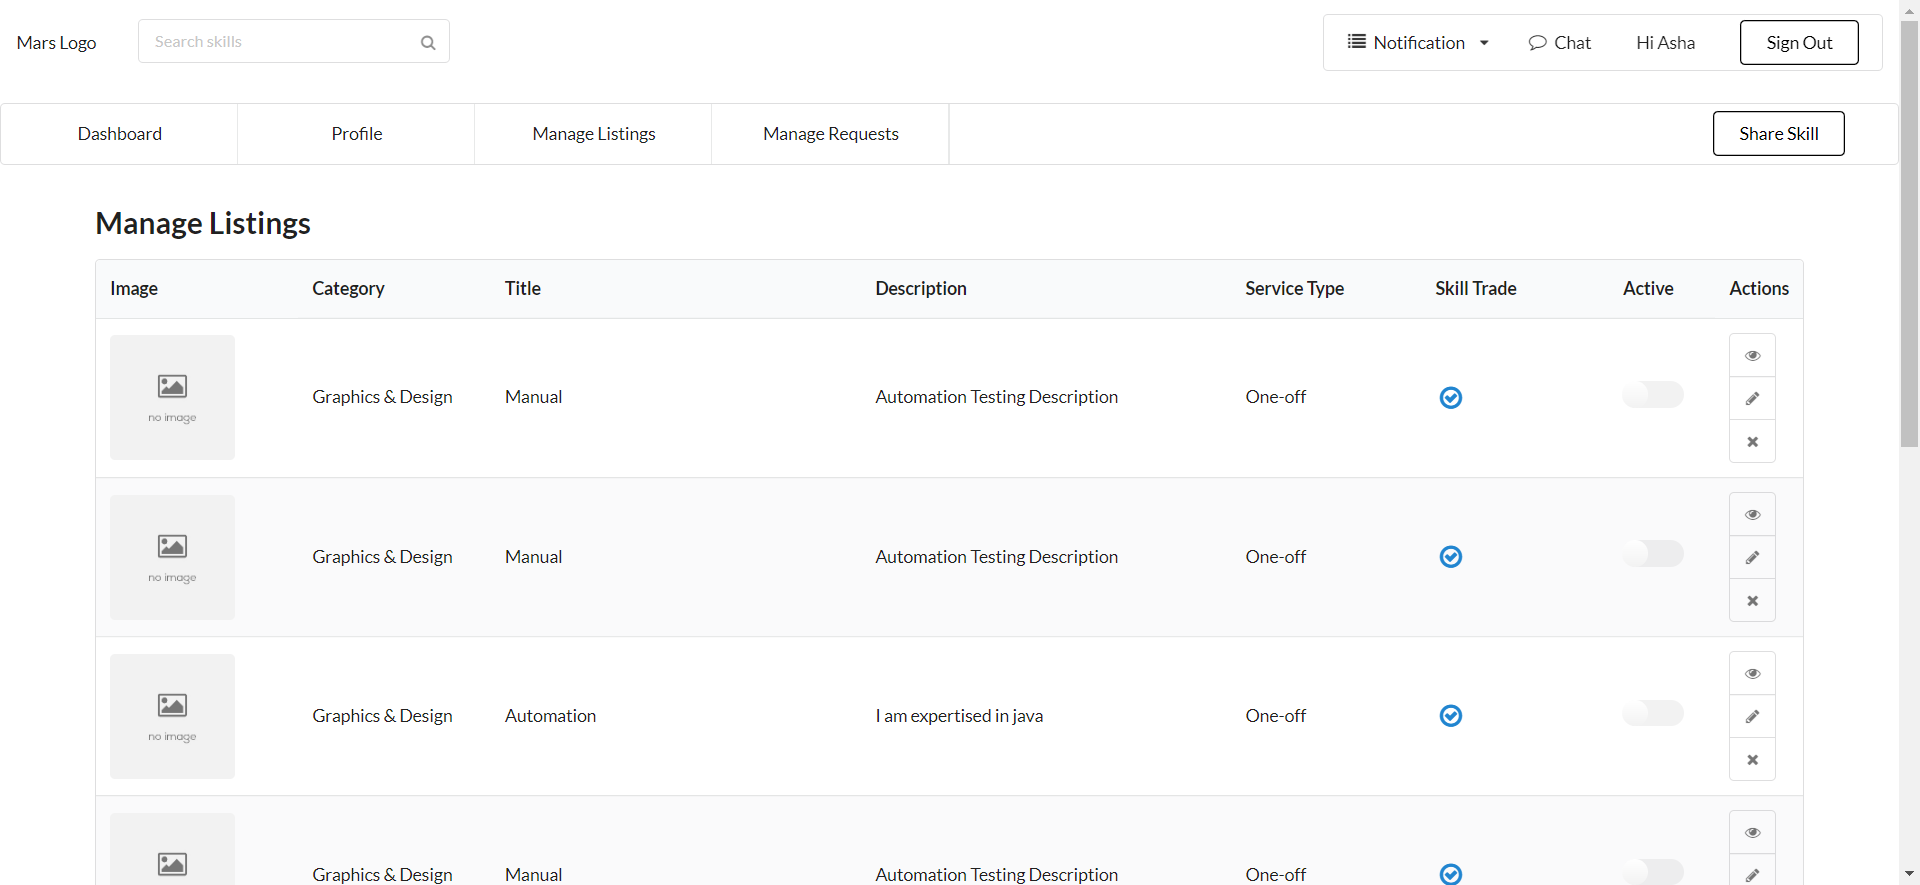 Mars Logo
Search skills
Notification
Chat
Hi Asha
Sign Out
Dashboard
Profile
Manage Listings
Manage Requests
Share Skill
Manage Listings
Image Category Title Description Service Type Skill Trade Active Actions
no image
Graphics & Design Manual Automation Testing Description One-off
no image
Graphics & Design Manual Automation Testing Description One-off
no image
Graphics & Design Automation I am expertised in java One-off
Graphics & Design Manual Automation Testing Description One-off